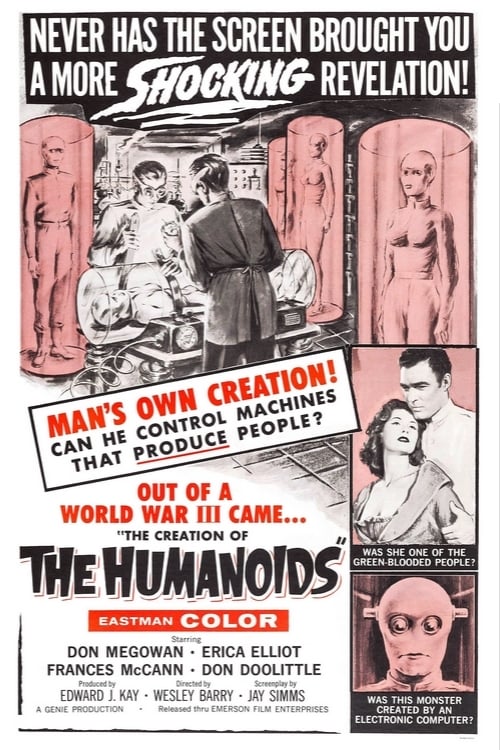 NEVER HAS THE SCREEN BROUGHT YOU
A MORE SHOCKING REVELATION!
MAN'S OWN CREATION!
CAN HE CONTROL MACHINES
THAT PRODUCE PEOPLE?
OUT OF A
WORLD WAR III CAME...
"THE CREATION OF
THE HUMANOIDS"
EASTMAN COLOR
WAS SHE ONE OF THE
GREEN-BLOODED PEOPLE?
Starring
DON MEGOWAN · ERICA ELLIOT
FRANCES McCANN · DON DOOLITTLE
Produced by Directed by Screenplay by
EDWARD J. KAY · WESLEY BARRY · JAY SIMMS
A GENIE PRODUCTION · Released thru EMERSON FILM ENTERPRISES
WAS THIS MONSTER
CREATED BY AN
ELECTRONIC COMPUTER?